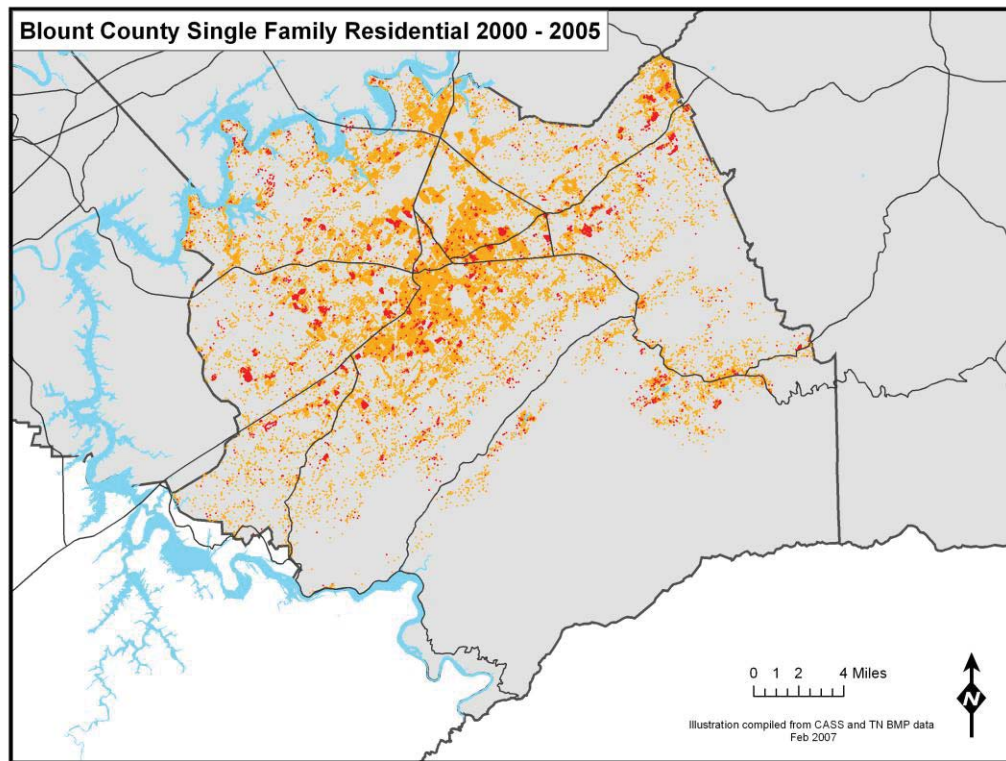 Blount County Single Family Residential 2000 - 2005
0 1 2 4 Miles
Illustration compiled from CASS and TN BMP data
Feb 2007
N